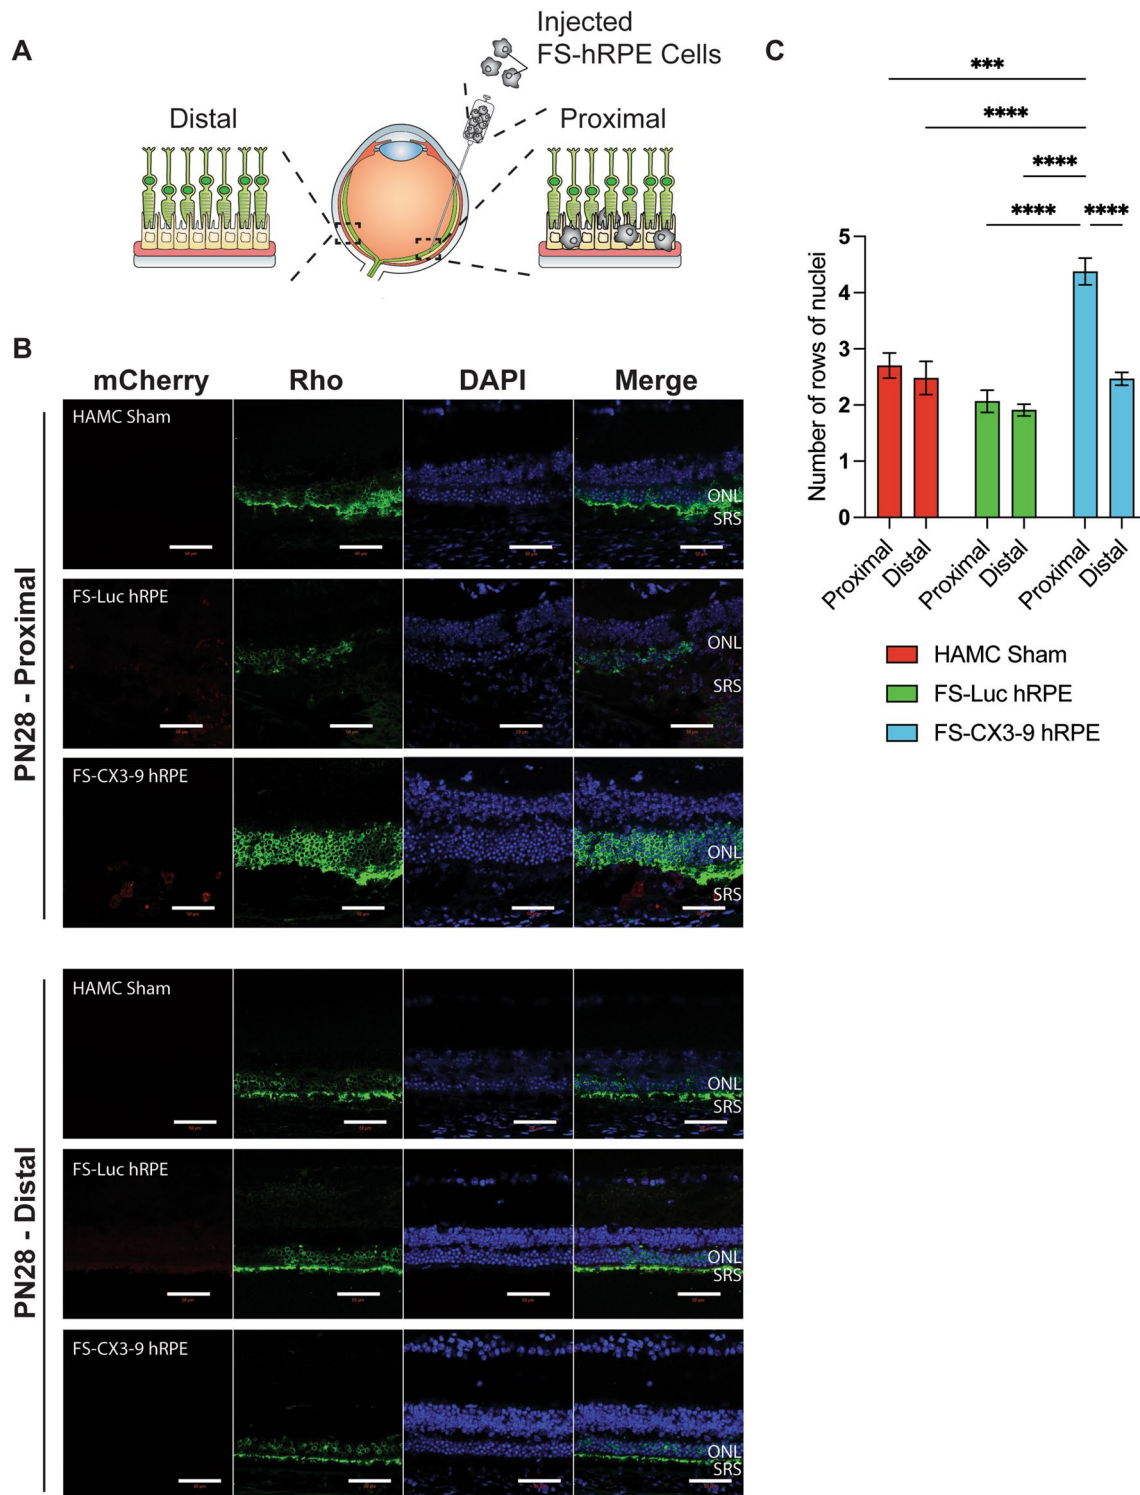 A
Injected
FS-hRPE Cells
Distal
Proximal
B
mCherry
Rho
DAPI
Merge
PN28 - Proximal
HAMC Sham
ONL
SRS
FS-Luc hRPE
ONL
SRS
FS-CX3-9 hRPE
ONL
SRS
PN28 - Distal
HAMC Sham
ONL
SRS
FS-Luc hRPE
ONL
SRS
FS-CX3-9 hRPE
ONL
SRS
C
***
****
****
****
****
Number of rows of nuclei
5
4
3
2
1
0
Proximal
Distal
Proximal
Distal
Proximal
Distal
HAMC Sham
FS-Luc hRPE
FS-CX3-9 hRPE